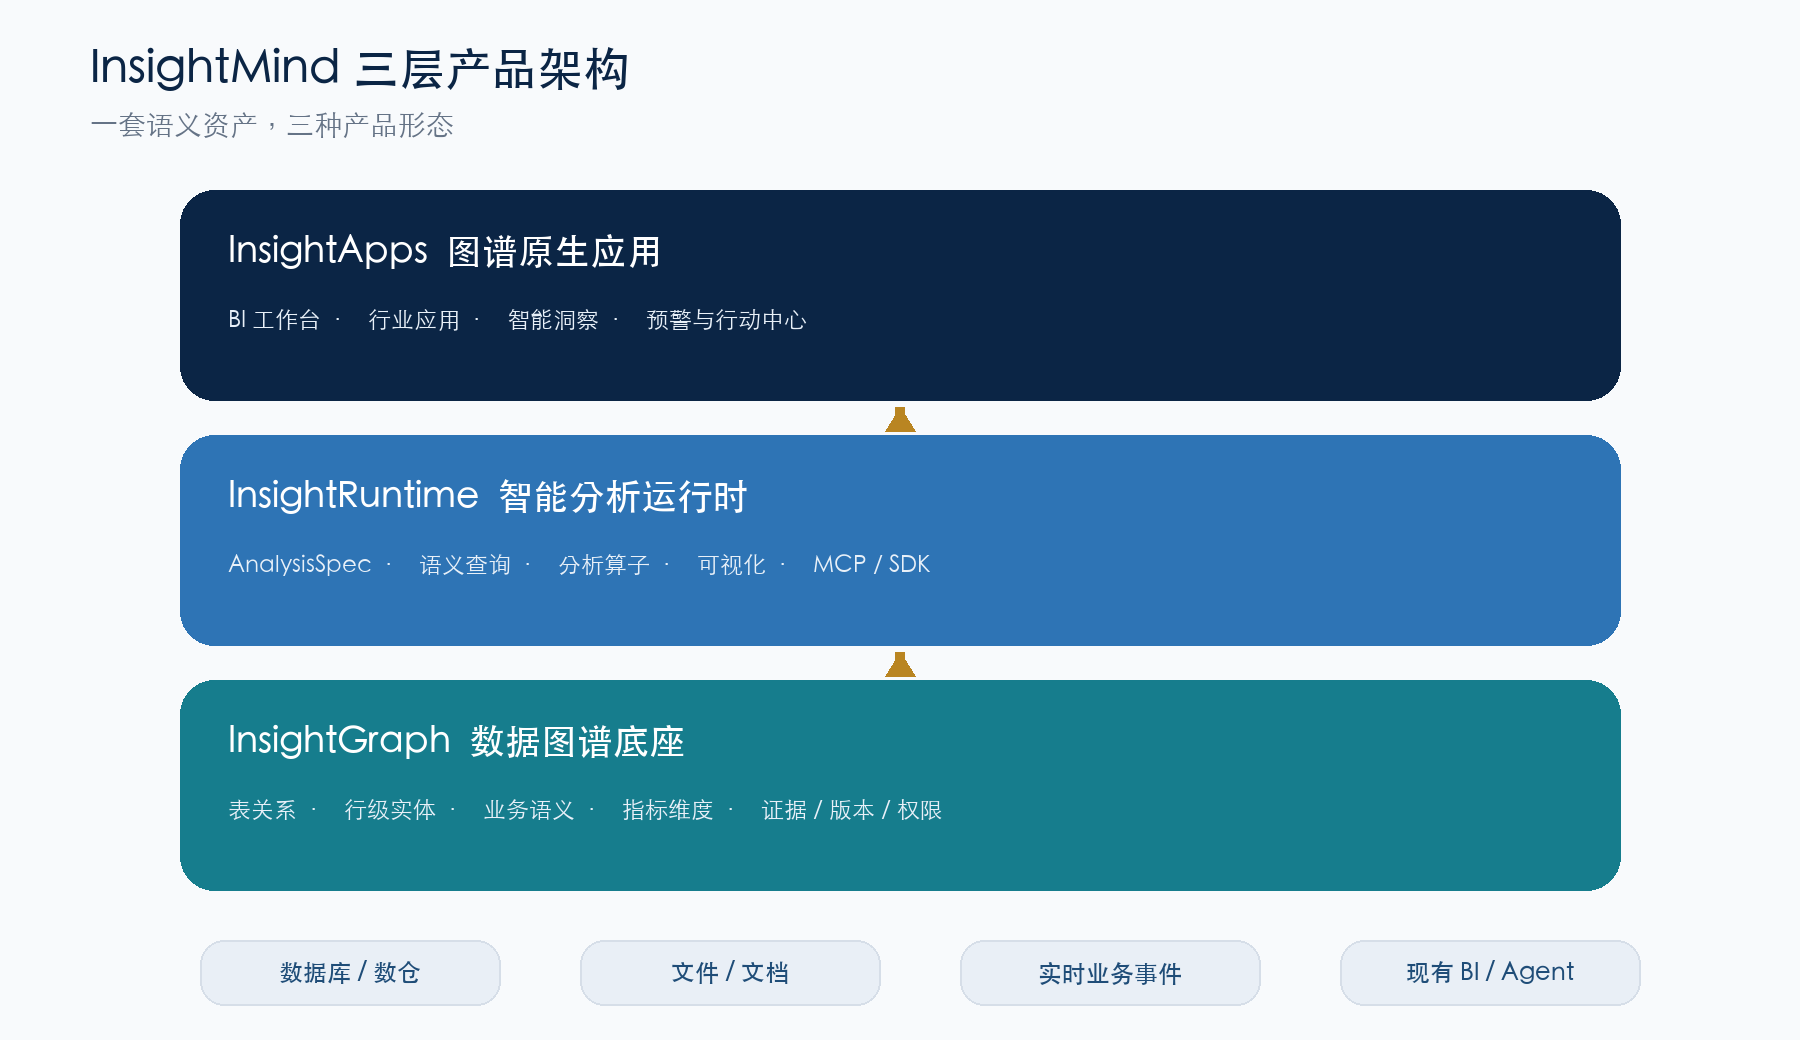 InsightMind 三层产品架构
一套语义资产，三种产品形态
InsightApps 图谱原生应用
BI 工作台 · 行业应用 · 智能洞察 · 预警与行动中心
InsightRuntime 智能分析运行时
AnalysisSpec · 语义查询 · 分析算子 · 可视化 · MCP / SDK
InsightGraph 数据图谱底座
表关系 · 行级实体 · 业务语义 · 指标维度 · 证据 / 版本 / 权限
数据库 / 数仓
文件 / 文档
实时业务事件
现有 BI / Agent